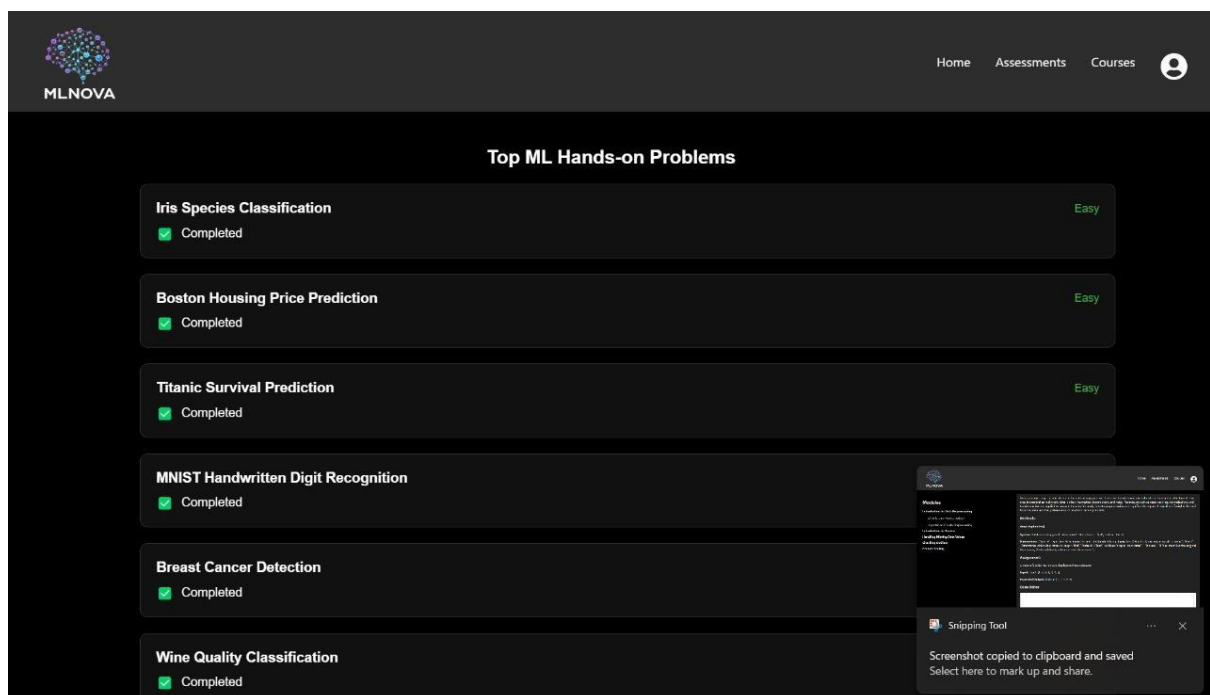 MLNOVA
Home Assessments Courses
Top ML Hands-on Problems
Iris Species Classification Easy
Completed
Boston Housing Price Prediction Easy
Completed
Titanic Survival Prediction Easy
Completed
MNIST Handwritten Digit Recognition
Completed
Breast Cancer Detection
Completed
Wine Quality Classification
Completed
Modules
Snipping Tool
Screenshot copied to clipboard and saved
Select here to mark up and share.